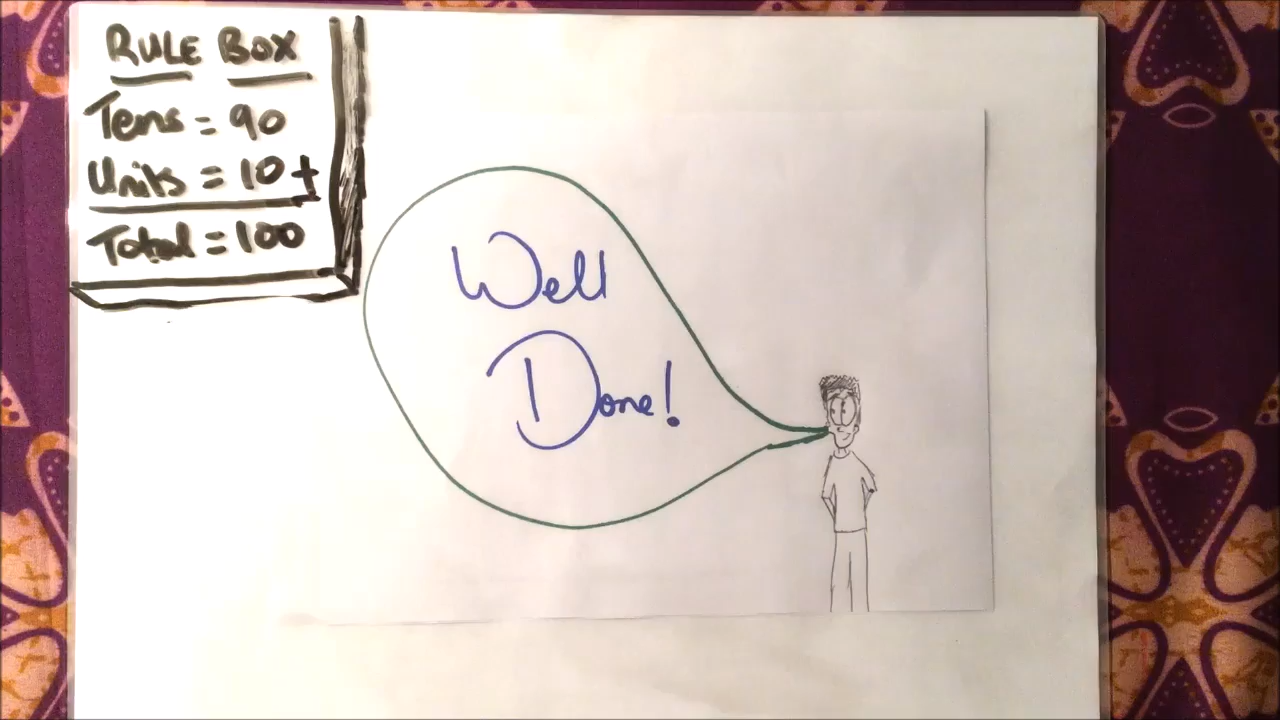 RULE BOX
Tens = 90
Units = 10 +
Total = 100
Well
Done!